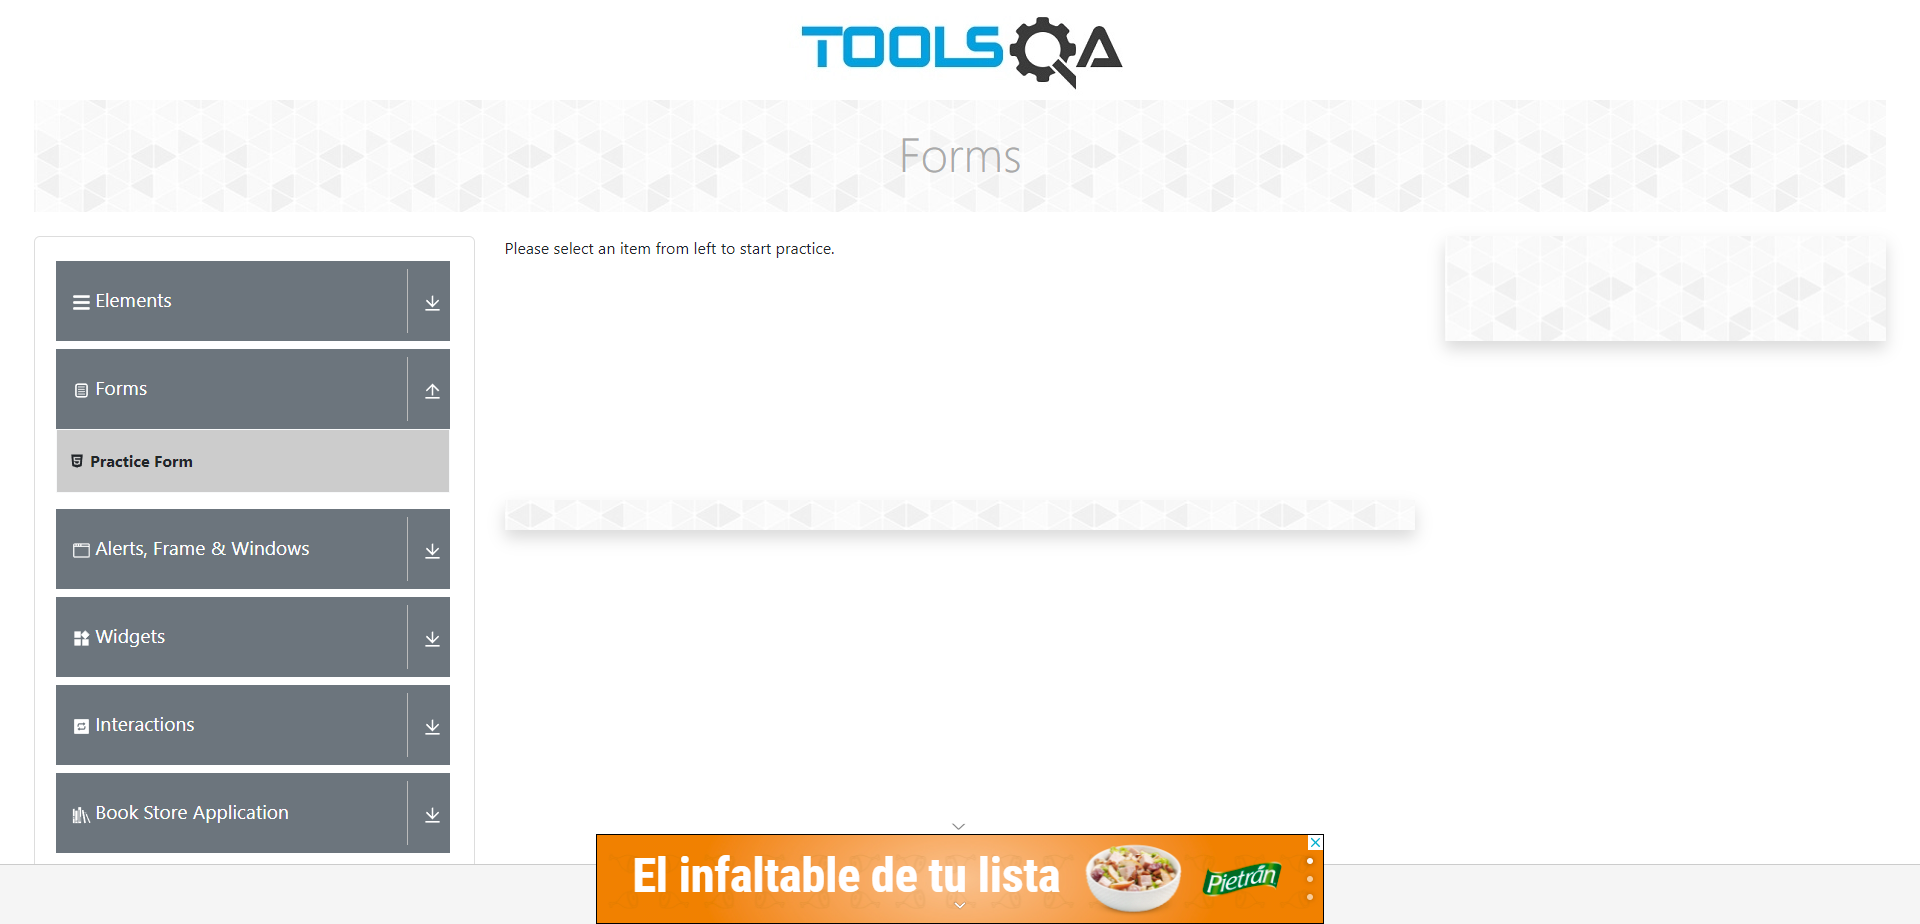 TOOLSQA
Forms
Please select an item from left to start practice.
Elements
Forms
Practice Form
Alerts, Frame & Windows
Widgets
Interactions
Book Store Application
El infaltable de tu lista
Pietrán